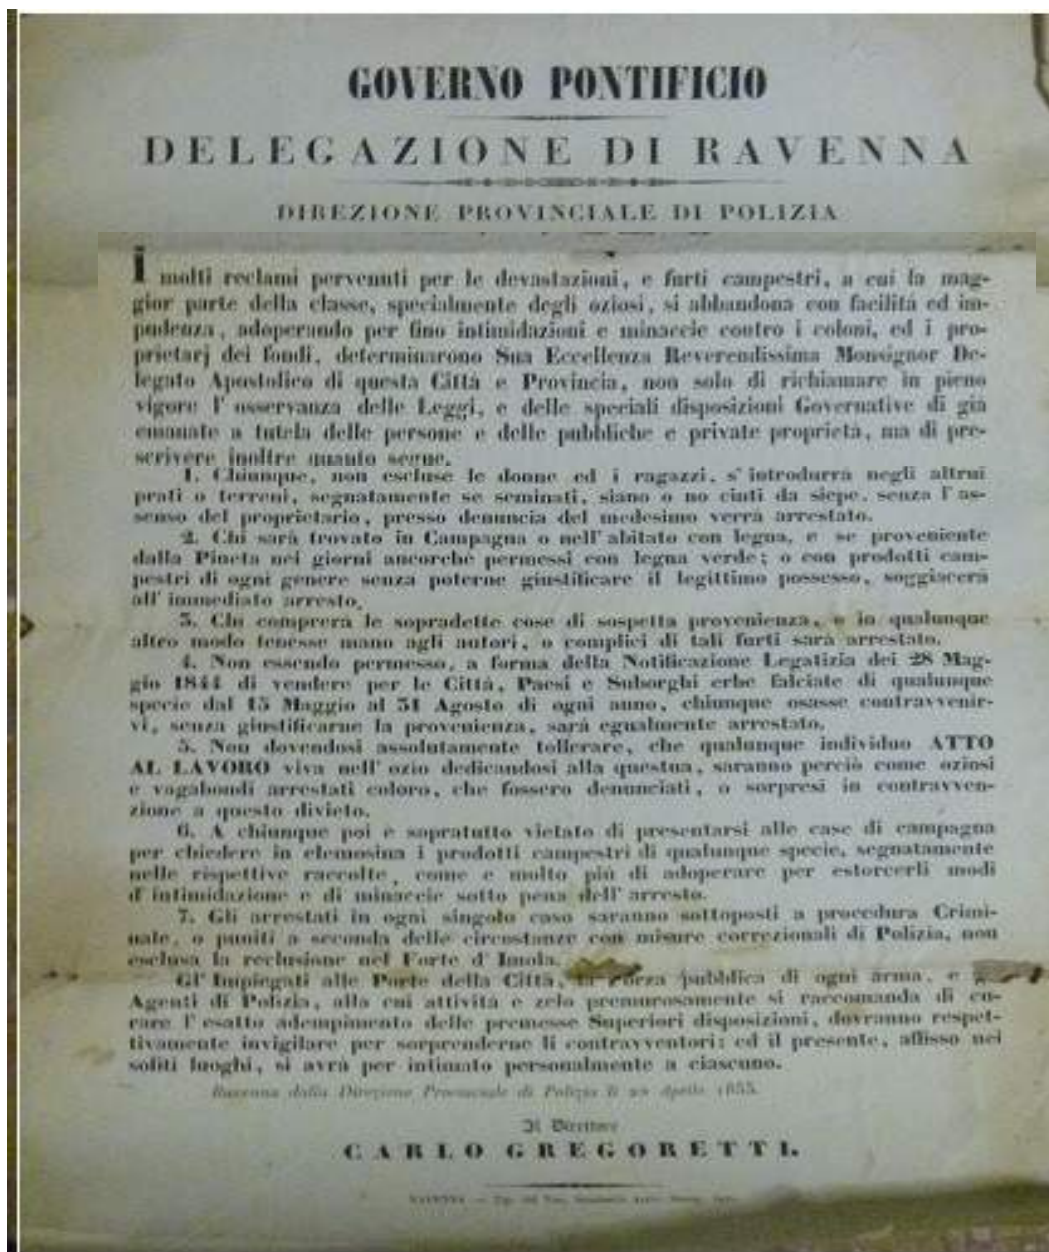 GOVERNO PONTIFICIO
DELEGAZIONE DI RAVENNA
DIREZIONE PROVINCIALE DI POLIZIA
I molti reclami pervenuti per le devastazioni, e furti campestri, a cui la mag-
gior parte della classe, specialmente degli oziosi, si abbandona con facilità ed im-
pudenza, adoperando per fino intimidazioni e minaccie contro i coloni, ed i pro-
prietarj dei fondi, determinarono Sua Eccellenza Reverendissima Monsignor De-
legato Apostolico di questa Città e Provincia, non solo di richiamare in pieno
vigore l' osservanza delle Leggi, e delle speciali disposizioni Governative di già
emanate a tutela delle persone e delle pubbliche e private proprietà, ma di pre-
scrivere inoltre quanto segue.
1. Chiunque, non escluse le donne ed i ragazzi, s' introdurrà negli altrui
prati o terreni, segnatamente se seminati, siano o no cinti da siepe, senza l' as-
senso del proprietario, presso denuncia del medesimo verrà arrestato.
2. Chi sarà trovato in Campagna o nell' abitato con legna, e se proveniente
dalla Pineta nei giorni ancorchè permessi con legna verde; o con prodotti cam-
pestri di ogni genere senza poterne giustificare il legittimo possesso, soggiacerà
all' immediato arresto.
3. Chi comprerà le sopradette cose di sospetta provenienza, o in qualunque
altro modo tenesse mano agli autori, o complici di tali furti sarà arrestato.
4. Non essendo permesso, a forma della Notificazione Legatizia dei 28 Mag-
gio 1844 di vendere per le Città, Paesi e Suborghi erbe falciate di qualunque
specie dal 15 Maggio al 31 Agosto di ogni anno, chiunque osasse contravvenir-
vi, senza giustificarne la provenienza, sarà egualmente arrestato.
5. Non dovendosi assolutamente tollerare, che qualunque individuo ATTO
AL LAVORO viva nell' ozio dedicandosi alla questua, saranno perciò come oziosi
e vagabondi arrestati coloro, che fossero denunciati, o sorpresi in contravven-
zione a questo divieto.
6. A chiunque poi è sopratutto vietato di presentarsi alle case di campagna
per chiedere in elemosina i prodotti campestri di qualunque specie, segnatamente
nelle rispettive raccolte, come e molto più di adoperare per estorcerli modi
d' intimidazione e di minaccie sotto pena dell' arresto.
7. Gli arrestati in ogni singolo caso saranno sottoposti a procedura Crimi-
nale, o puniti a seconda delle circostanze con misure correzionali di Polizia, non
esclusa la reclusione nel Forte d' Imola.
Gl' Impiegati alle Porte della Città, la Forza pubblica di ogni arma, e
Agenti di Polizia, alla cui attività e zelo premurosamente si raccomanda di cu-
rare l' esatto adempimento delle premesse Superiori disposizioni, dovranno respet-
tivamente invigilare per sorprenderne li contravventori: ed il presente, affisso nei
soliti luoghi, si avrà per intimato personalmente a ciascuno.
Ravenna dalla Direzione Provinciale di Polizia li Aprile 1855.
Il Direttore
CARLO GREGORETTI.
RAVENNA — Tip. del Ven. Seminario